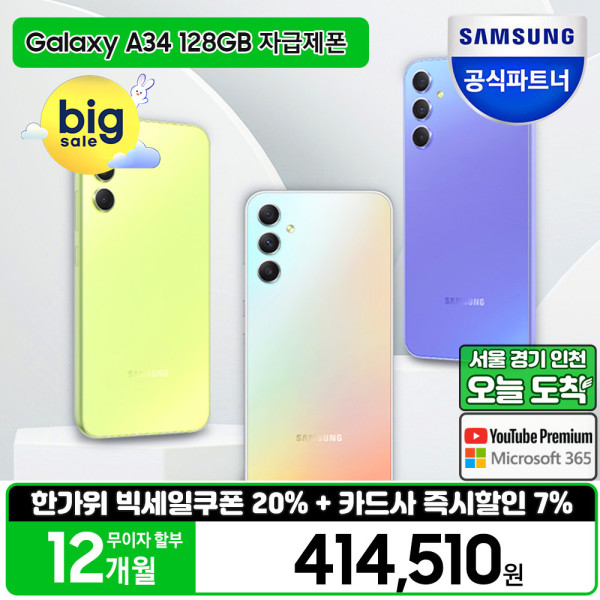 Galaxy A34 128GB 자급제폰
SAMSUNG
공식파트너
big
sale
SAMSUNG
SAMSUNG
SAMSUNG
서울 경기 인천
오늘 도착
YouTube Premium
Microsoft 365
한가위 빅세일쿠폰 20% + 카드사 즉시할인 7%
12개월 무이자 할부
414,510원